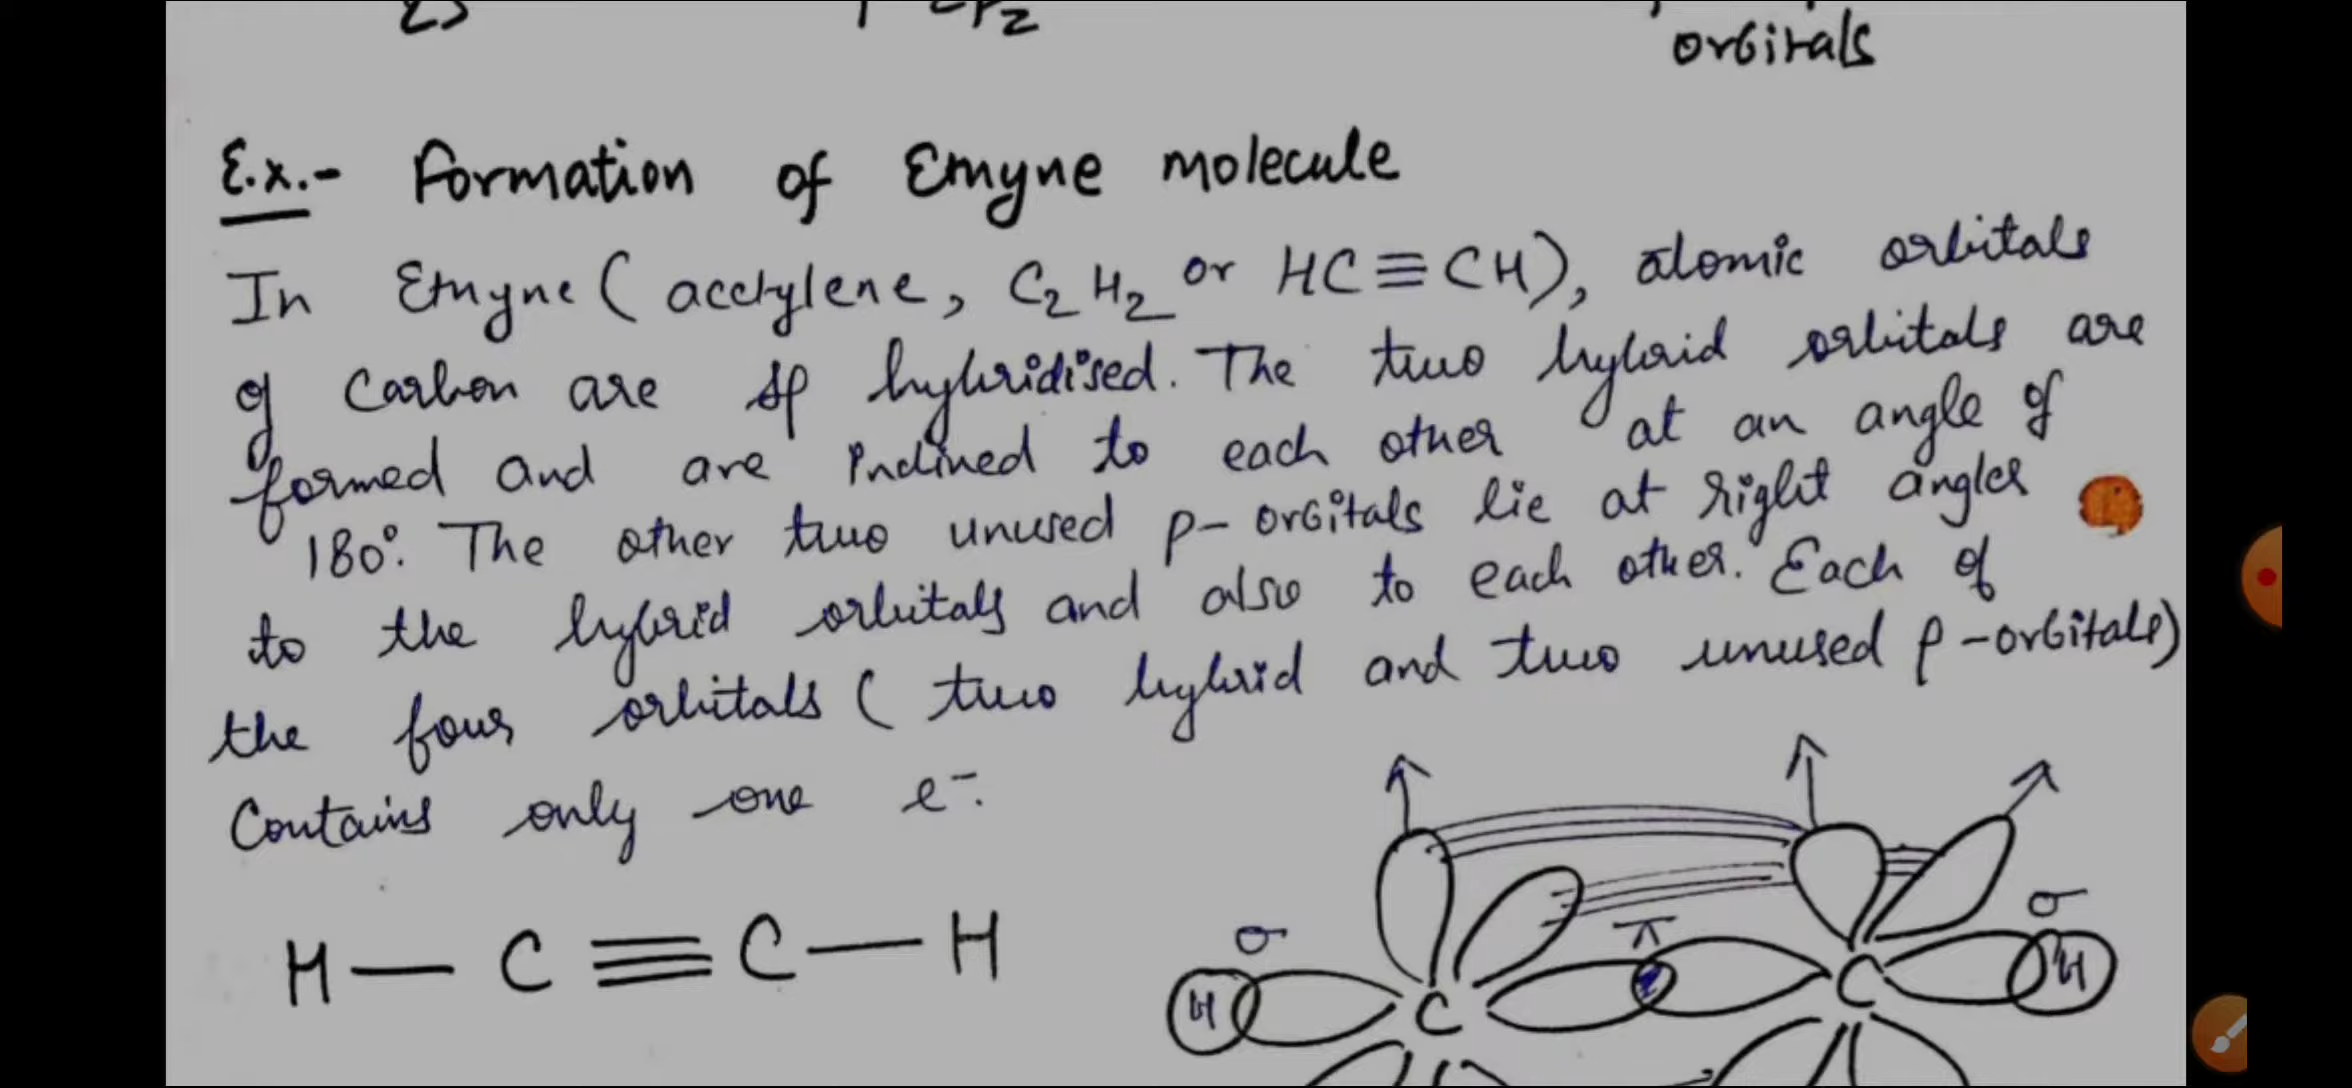 2s
2Pz
orbitals
Ex.- Formation of Ethyne molecule
In Ethyne (acetylene, C2H2 or HC≡CH), atomic orbitals
of Carbon are sp hybridised. The two hybrid orbitals are
formed and are inclined to each other at an angle of
180°. The other two unused p-orbitals lie at right angles
to the hybrid orbitals and also to each other. Each of
the four orbitals (two hybrid and two unused p-orbitals)
Contains only one e-.
H—C≡C—H
σ π σ
H C C H